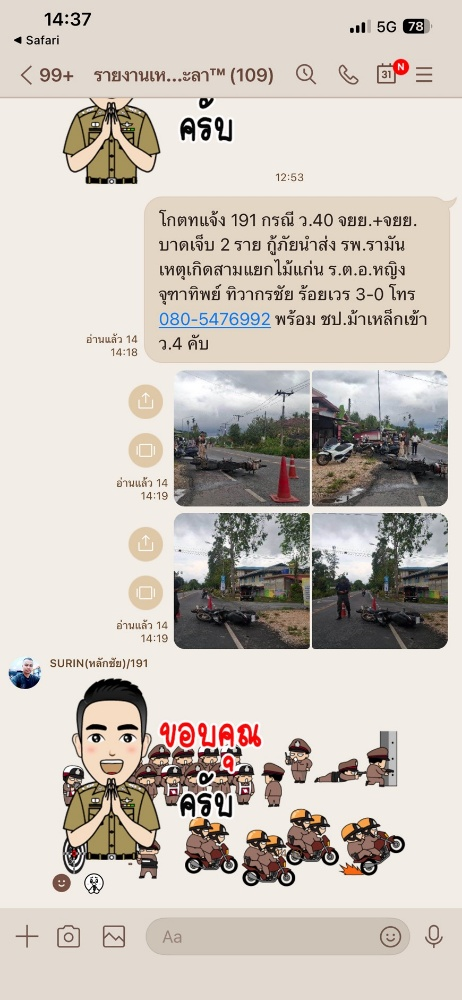 14:37
5G 78
◀ Safari
99+ รายงานเห...ะลา™ (109)
31 N
ครับ
12:53
โกตทแจ้ง 191 กรณี ว.40 จยย.+จยย.
บาดเจ็บ 2 ราย กู้ภัยนำส่ง รพ.รามัน
เหตุเกิดสามแยกไม้แก่น ร.ต.อ.หญิง
จุฑาทิพย์ ทิวากรชัย ร้อยเวร 3-0 โทร
080-5476992 พร้อม ชป.ม้าเหล็กเข้า
ว.4 คับ
อ่านแล้ว 14
14:18
อ่านแล้ว 14
14:19
อ่านแล้ว 14
14:19
SURIN(หลักชัย)/191
ขอบคุณ
ครับ
Aa